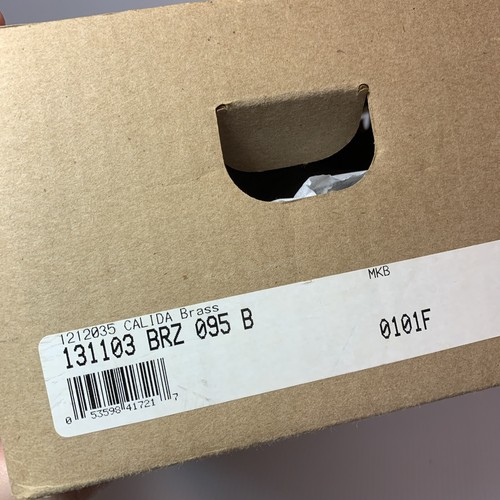 1212035 CALIDA Brass
MKB
131103 BRZ 095 B
0101F
0 53598 41721 7